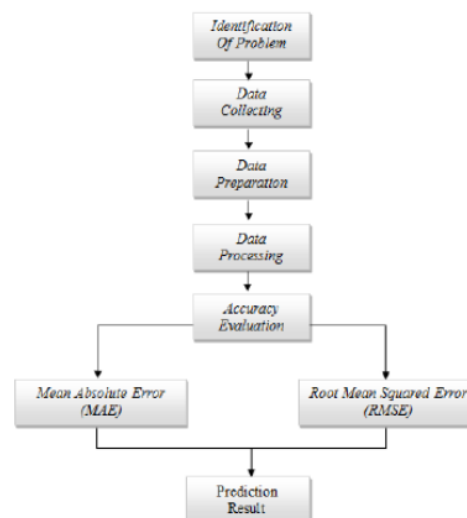 Identification
Of Problem
Data
Collecting
Data
Preparation
Data
Processing
Accuracy
Evaluation
Mean Absolute Error
(MAE)
Root Mean Squared Error
(RMSE)
Prediction
Result